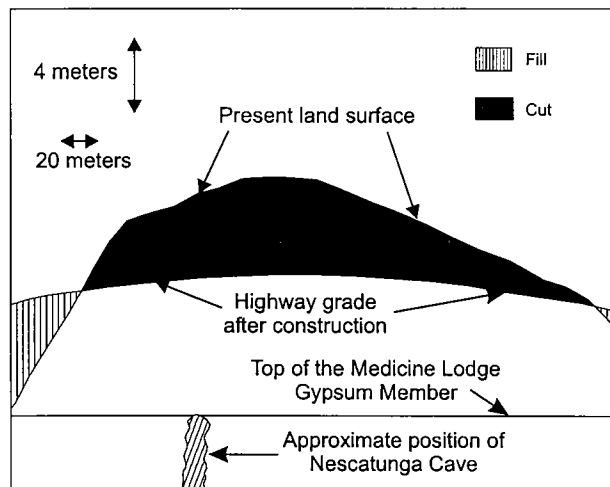 4 meters
20 meters
Fill
Cut
Present land surface
Highway grade
after construction
Top of the Medicine Lodge
Gypsum Member
Approximate position of
Nescatunga Cave